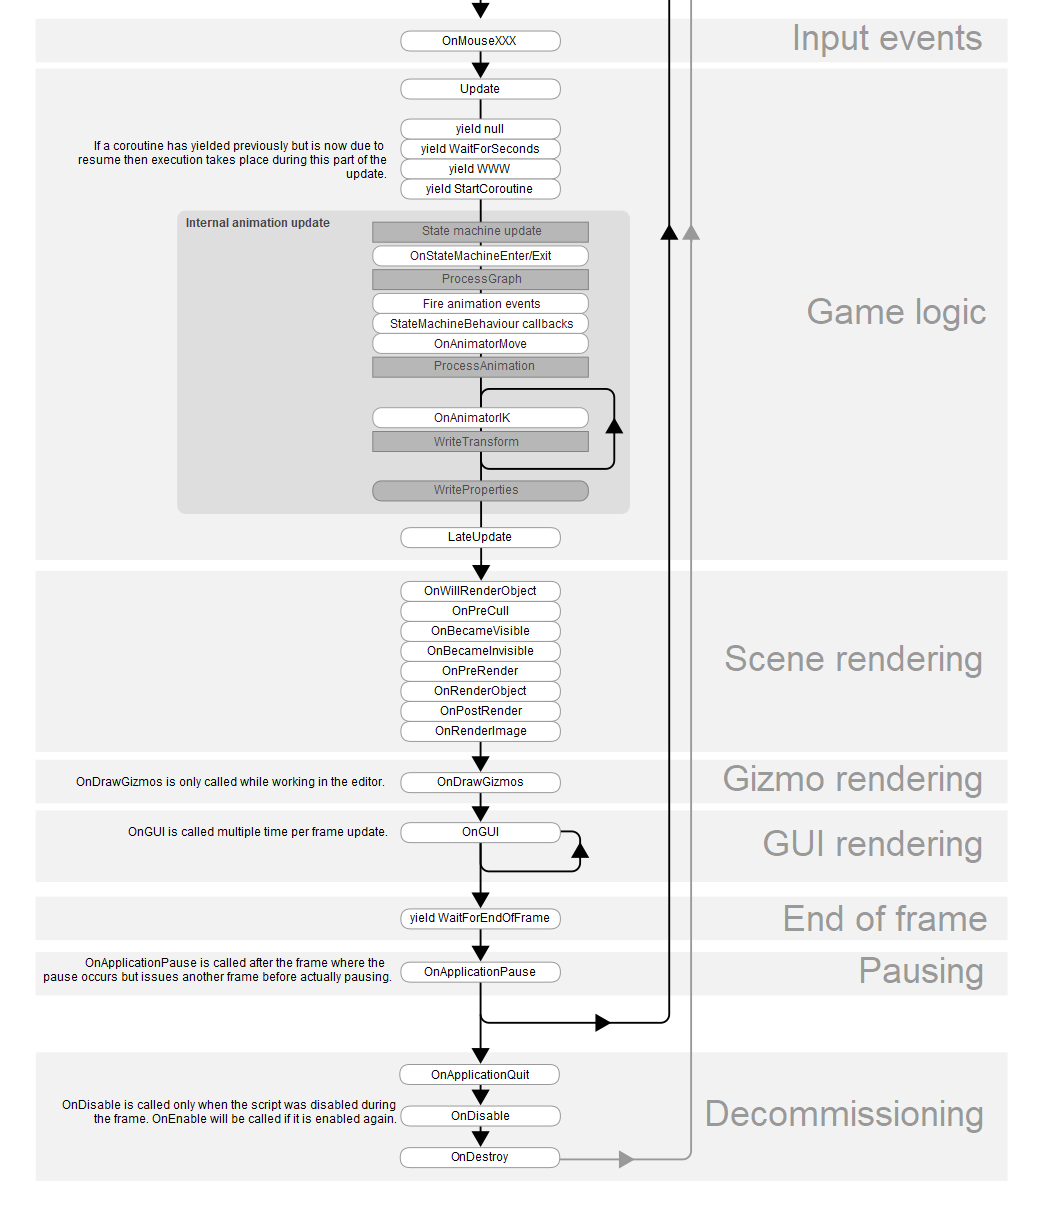 OnMouseXXX
Input events
Update
yield null
If a coroutine has yielded previously but is now due to
resume then execution takes place during this part of the
update.
yield WaitForSeconds
yield WWW
yield StartCoroutine
Internal animation update
State machine update
OnStateMachineEnter/Exit
ProcessGraph
Fire animation events
StateMachineBehaviour callbacks
OnAnimatorMove
ProcessAnimation
OnAnimatorIK
WriteTransform
WriteProperties
LateUpdate
Game logic
OnWillRenderObject
OnPreCull
OnBecameVisible
OnBecameInvisible
OnPreRender
OnRenderObject
OnPostRender
OnRenderImage
Scene rendering
OnDrawGizmos is only called while working in the editor.
OnDrawGizmos
Gizmo rendering
OnGUI is called multiple time per frame update.
OnGUI
GUI rendering
yield WaitForEndOfFrame
End of frame
OnApplicationPause is called after the frame where the
pause occurs but issues another frame before actually pausing.
OnApplicationPause
Pausing
OnApplicationQuit
OnDisable is called only when the script was disabled during
the frame. OnEnable will be called if it is enabled again.
OnDisable
OnDestroy
Decommissioning